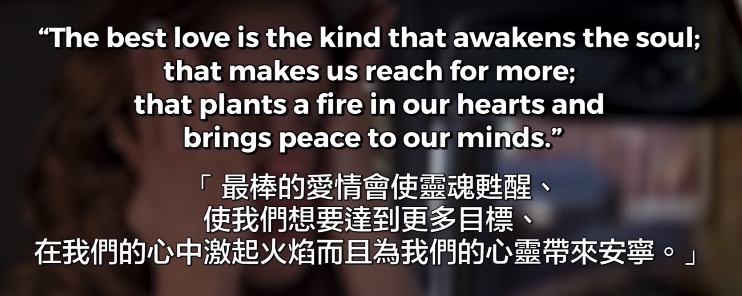 “The best love is the kind that awakens the soul;
that makes us reach for more;
that plants a fire in our hearts and
brings peace to our minds.”
「 最棒的愛情會使靈魂甦醒、
使我們想要達到更多目標、
在我們的心中激起火焰而且為我們的心靈帶來安寧。」